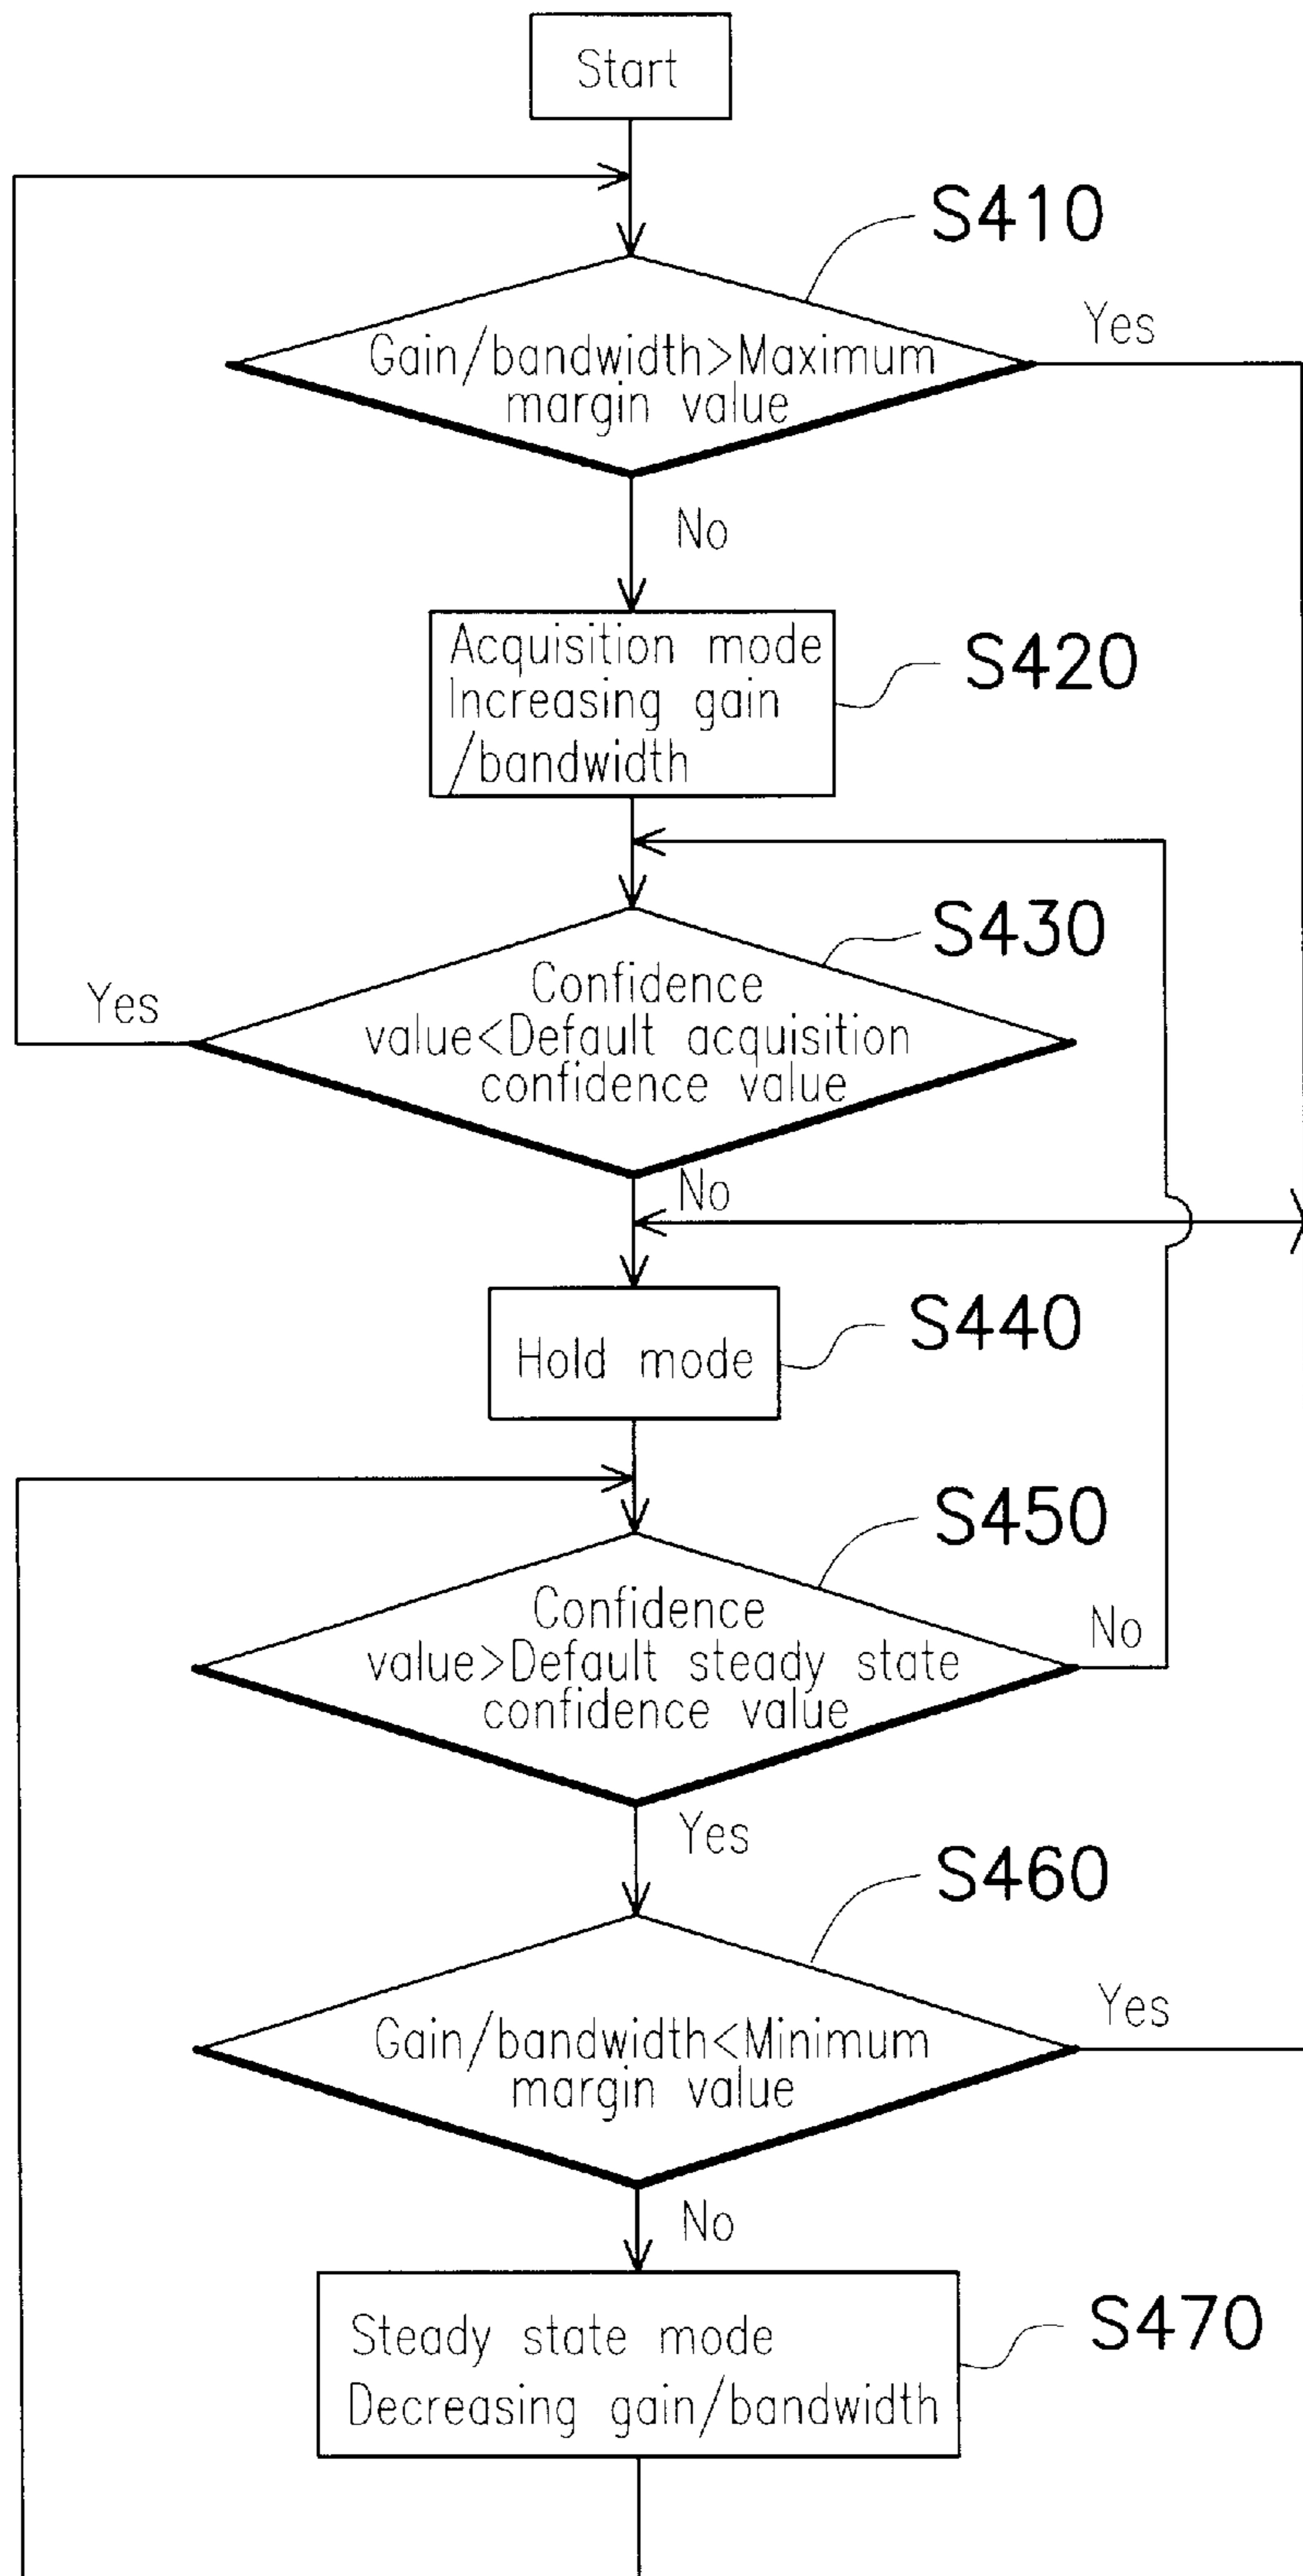 Start
S410
Yes
Gain/bandwidth>Maximum
margin value
No
Acquisition mode
Increasing gain
/bandwidth
S420
S430
Yes
Confidence
value<Default acquisition
confidence value
No
Hold mode
S440
S450
Confidence
value>Default steady state
confidence value
No
Yes
S460
Yes
Gain/bandwidth<Minimum
margin value
No
Steady state mode
Decreasing gain/bandwidth
S470